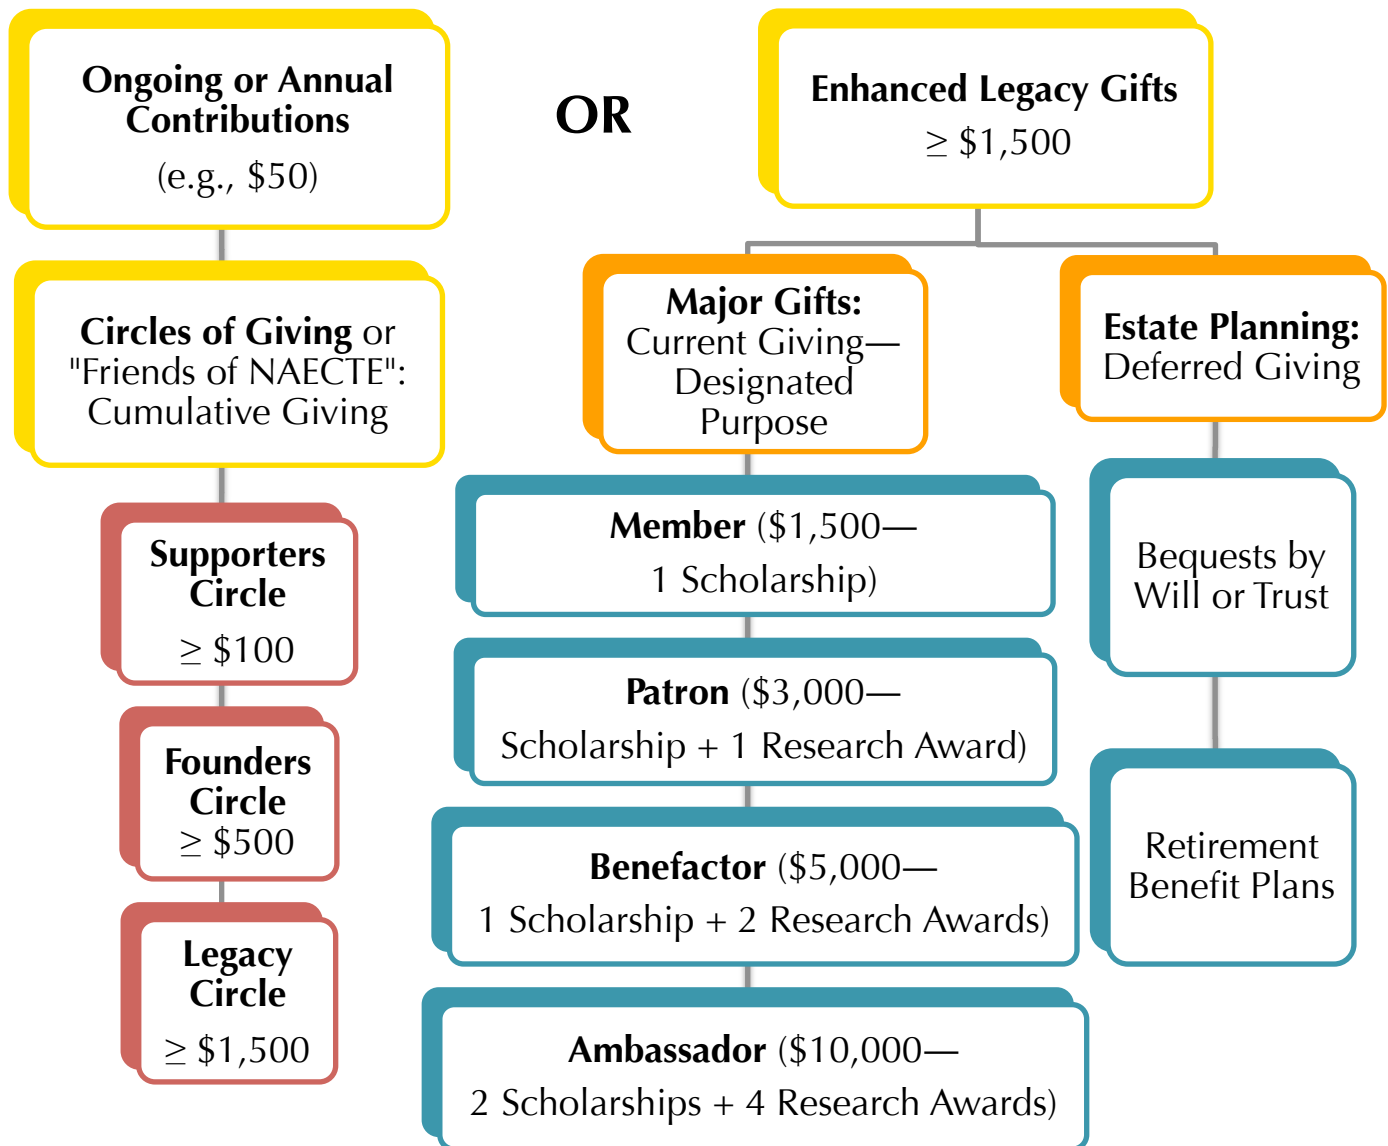 Ongoing or Annual
Contributions
(e.g., $50)
OR
Enhanced Legacy Gifts
≥ $1,500
Circles of Giving or
"Friends of NAECTE":
Cumulative Giving
Supporters
Circle
≥ $100
Founders
Circle
≥ $500
Legacy
Circle
≥ $1,500
Major Gifts:
Current Giving—
Designated
Purpose
Member ($1,500—
1 Scholarship)
Patron ($3,000—
Scholarship + 1 Research Award)
Benefactor ($5,000—
1 Scholarship + 2 Research Awards)
Ambassador ($10,000—
2 Scholarships + 4 Research Awards)
Estate Planning:
Deferred Giving
Bequests by
Will or Trust
Retirement
Benefit Plans